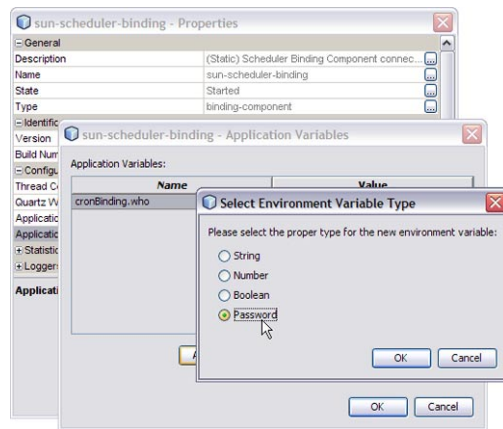 sun-scheduler-binding - Properties
General
Description (Static) Scheduler Binding Component connec...
Name sun-scheduler-binding
State Started
Type binding-component
Identific
Version
Build Num
Configu
Thread Co
Quartz W
Applicatio
Applicatio
Statistic
Loggers
Applicati
sun-scheduler-binding - Application Variables
Application Variables:
Name Value
cronBinding.who
A
OK Cancel
Select Environment Variable Type
Please select the proper type for the new environment variable:
String
Number
Boolean
Password
OK Cancel